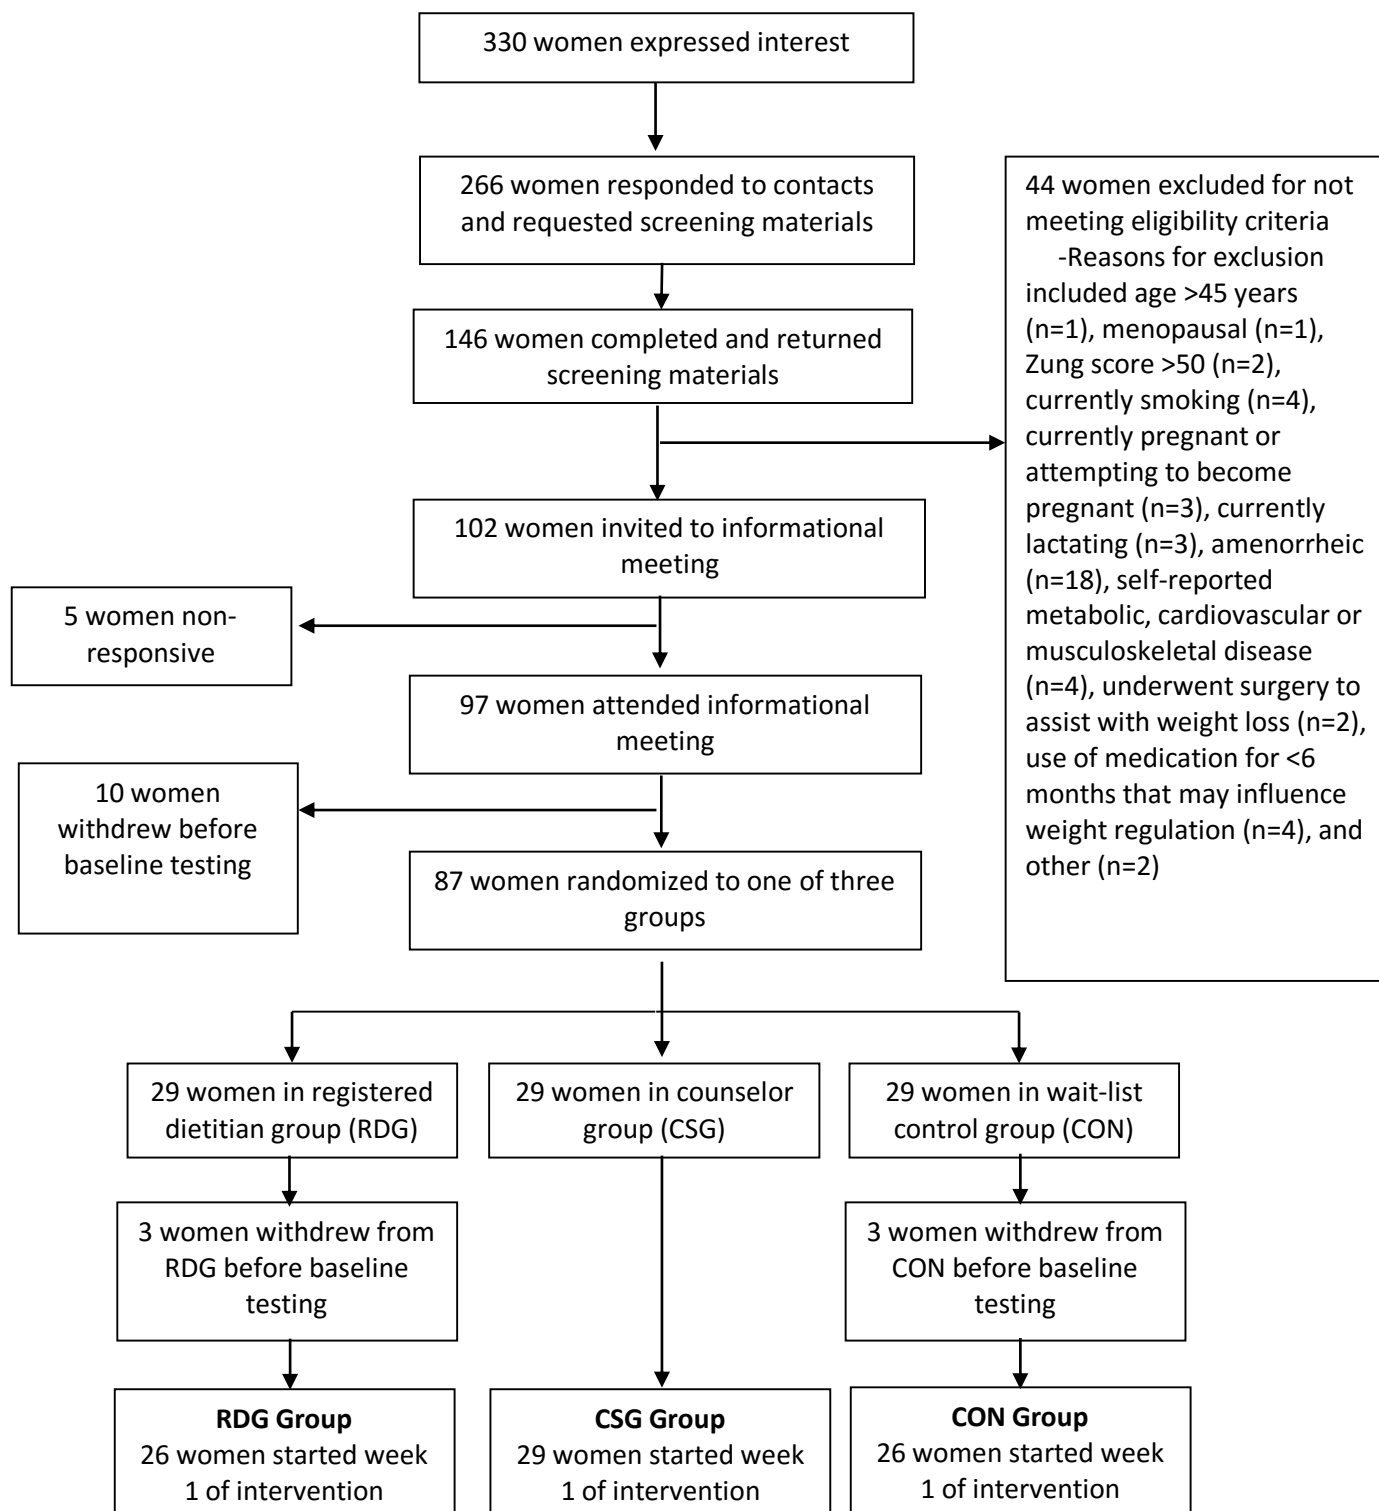 330 women expressed interest
266 women responded to contacts
and requested screening materials
44 women excluded for not
meeting eligibility criteria
-Reasons for exclusion
included age >45 years
(n=1), menopausal (n=1),
Zung score >50 (n=2),
currently smoking (n=4),
currently pregnant or
attempting to become
pregnant (n=3), currently
lactating (n=3), amenorrheic
(n=18), self-reported
metabolic, cardiovascular or
musculoskeletal disease
(n=4), underwent surgery to
assist with weight loss (n=2),
use of medication for <6
months that may influence
weight regulation (n=4), and
other (n=2)
146 women completed and returned
screening materials
102 women invited to informational
meeting
5 women non-
responsive
97 women attended informational
meeting
10 women
withdrew before
baseline testing
87 women randomized to one of three
groups
29 women in registered
dietitian group (RDG)
29 women in counselor
group (CSG)
29 women in wait-list
control group (CON)
3 women withdrew from
RDG before baseline
testing
3 women withdrew from
CON before baseline
testing
RDG Group
26 women started week
1 of intervention
CSG Group
29 women started week
1 of intervention
CON Group
26 women started week
1 of intervention